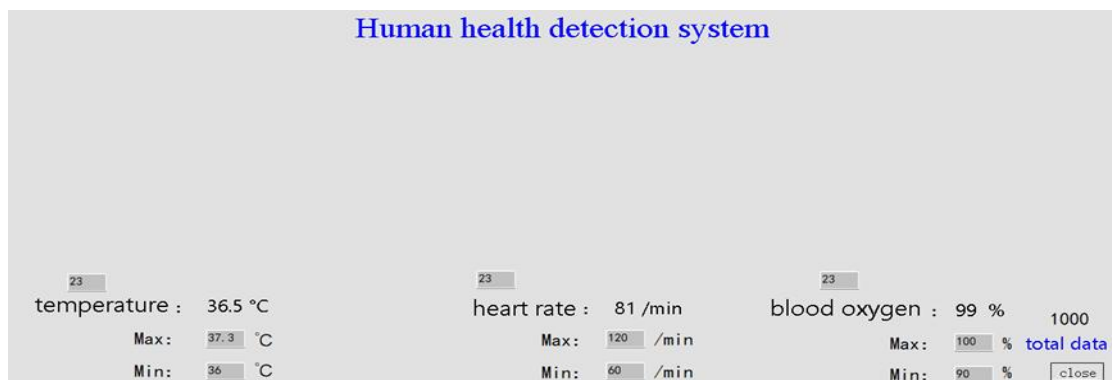 Human health detection system
23 23 23
temperature : 36.5 °C heart rate : 81 /min blood oxygen : 99 %
1000
Max: 37.3 °C Max: 120 /min Max: 100 % total data
Min: 36 °C Min: 60 /min Min: 90 % close